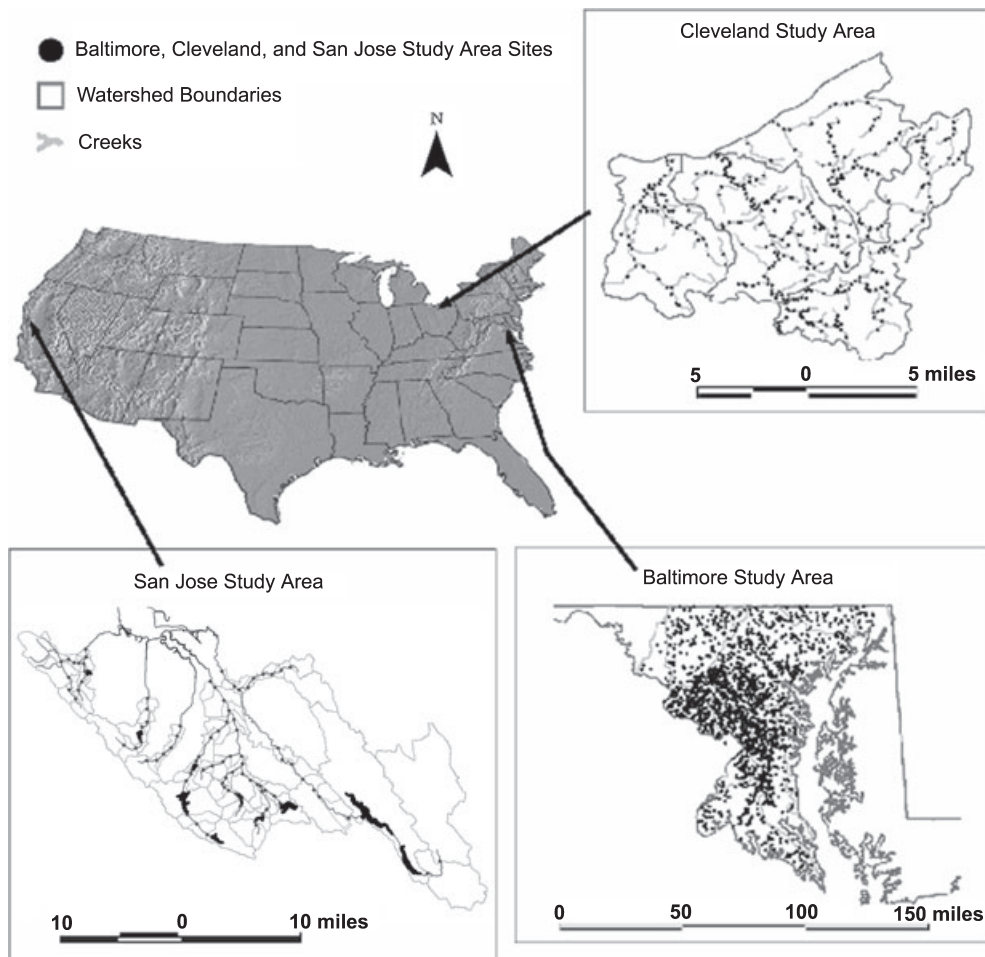 Baltimore, Cleveland, and San Jose Study Area Sites
Watershed Boundaries
Creeks
N
Cleveland Study Area
5 0 5 miles
San Jose Study Area
10 0 10 miles
Baltimore Study Area
0 50 100 150 miles